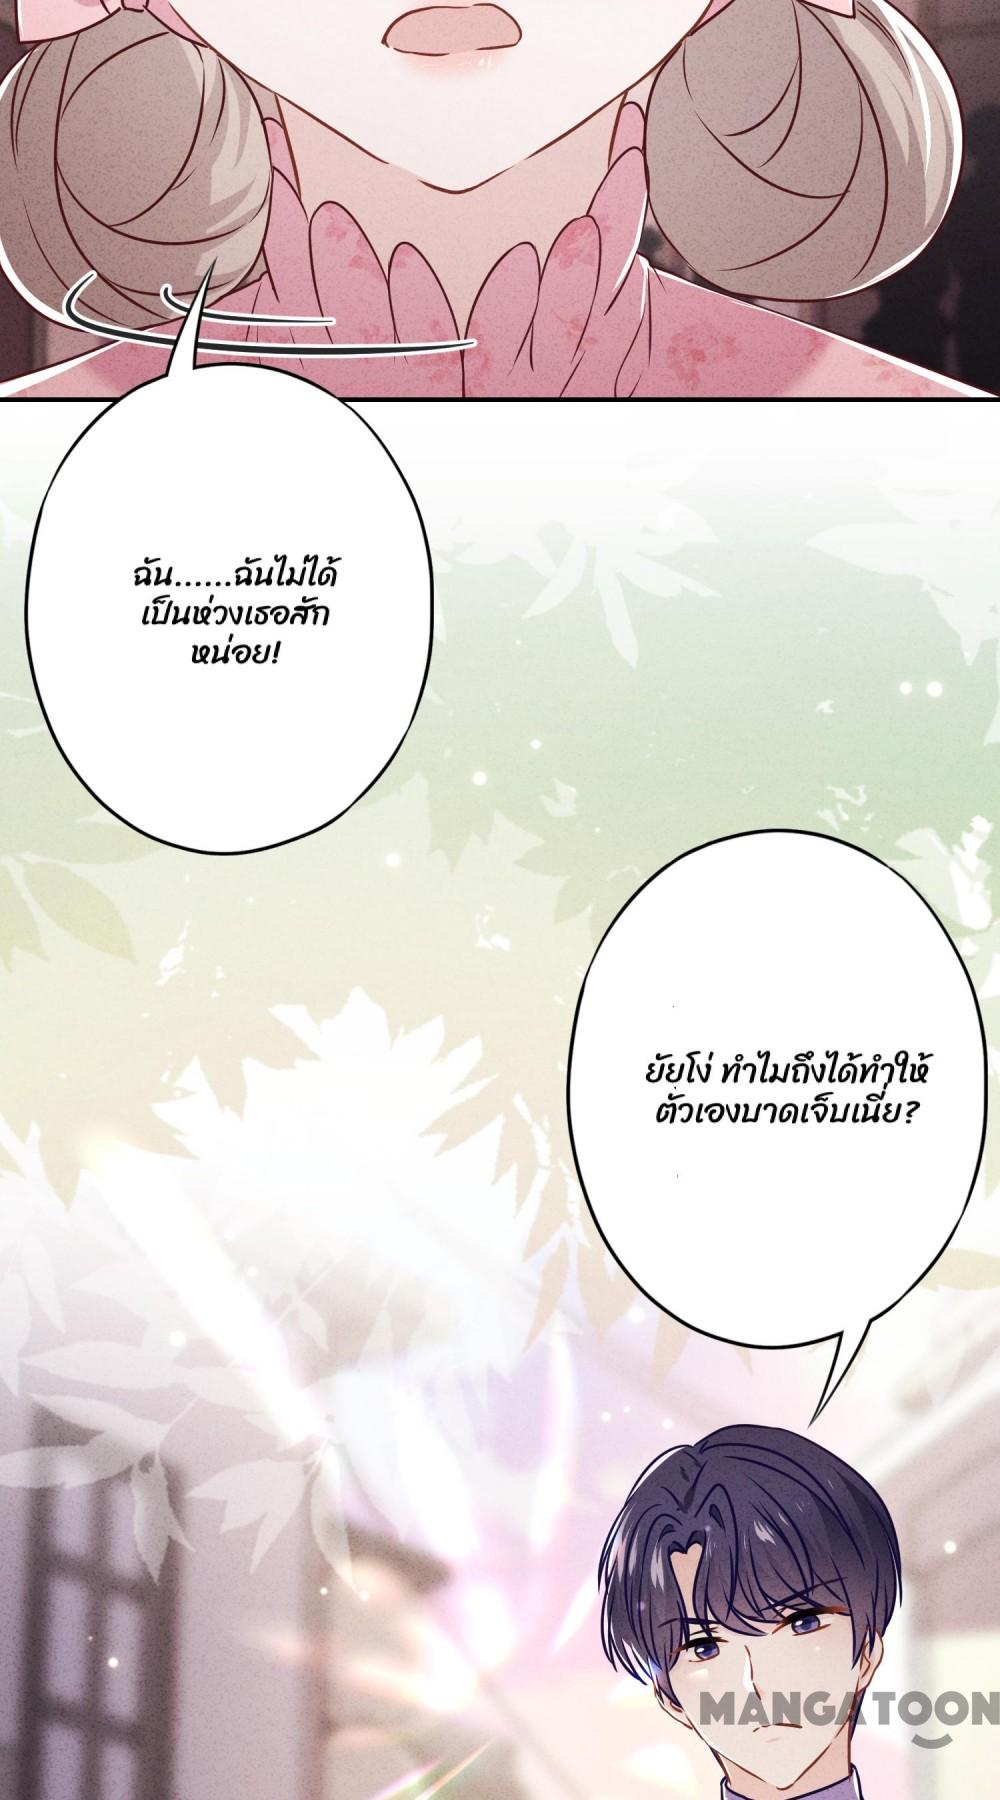 ฉัน......ฉันไม่ได้
เป็นห่วงเธอสัก
หน่อย!
ยัยโง่ ทำไมถึงได้ทำให้
ตัวเองบาดเจ็บเนี่ย?
MANGATOON